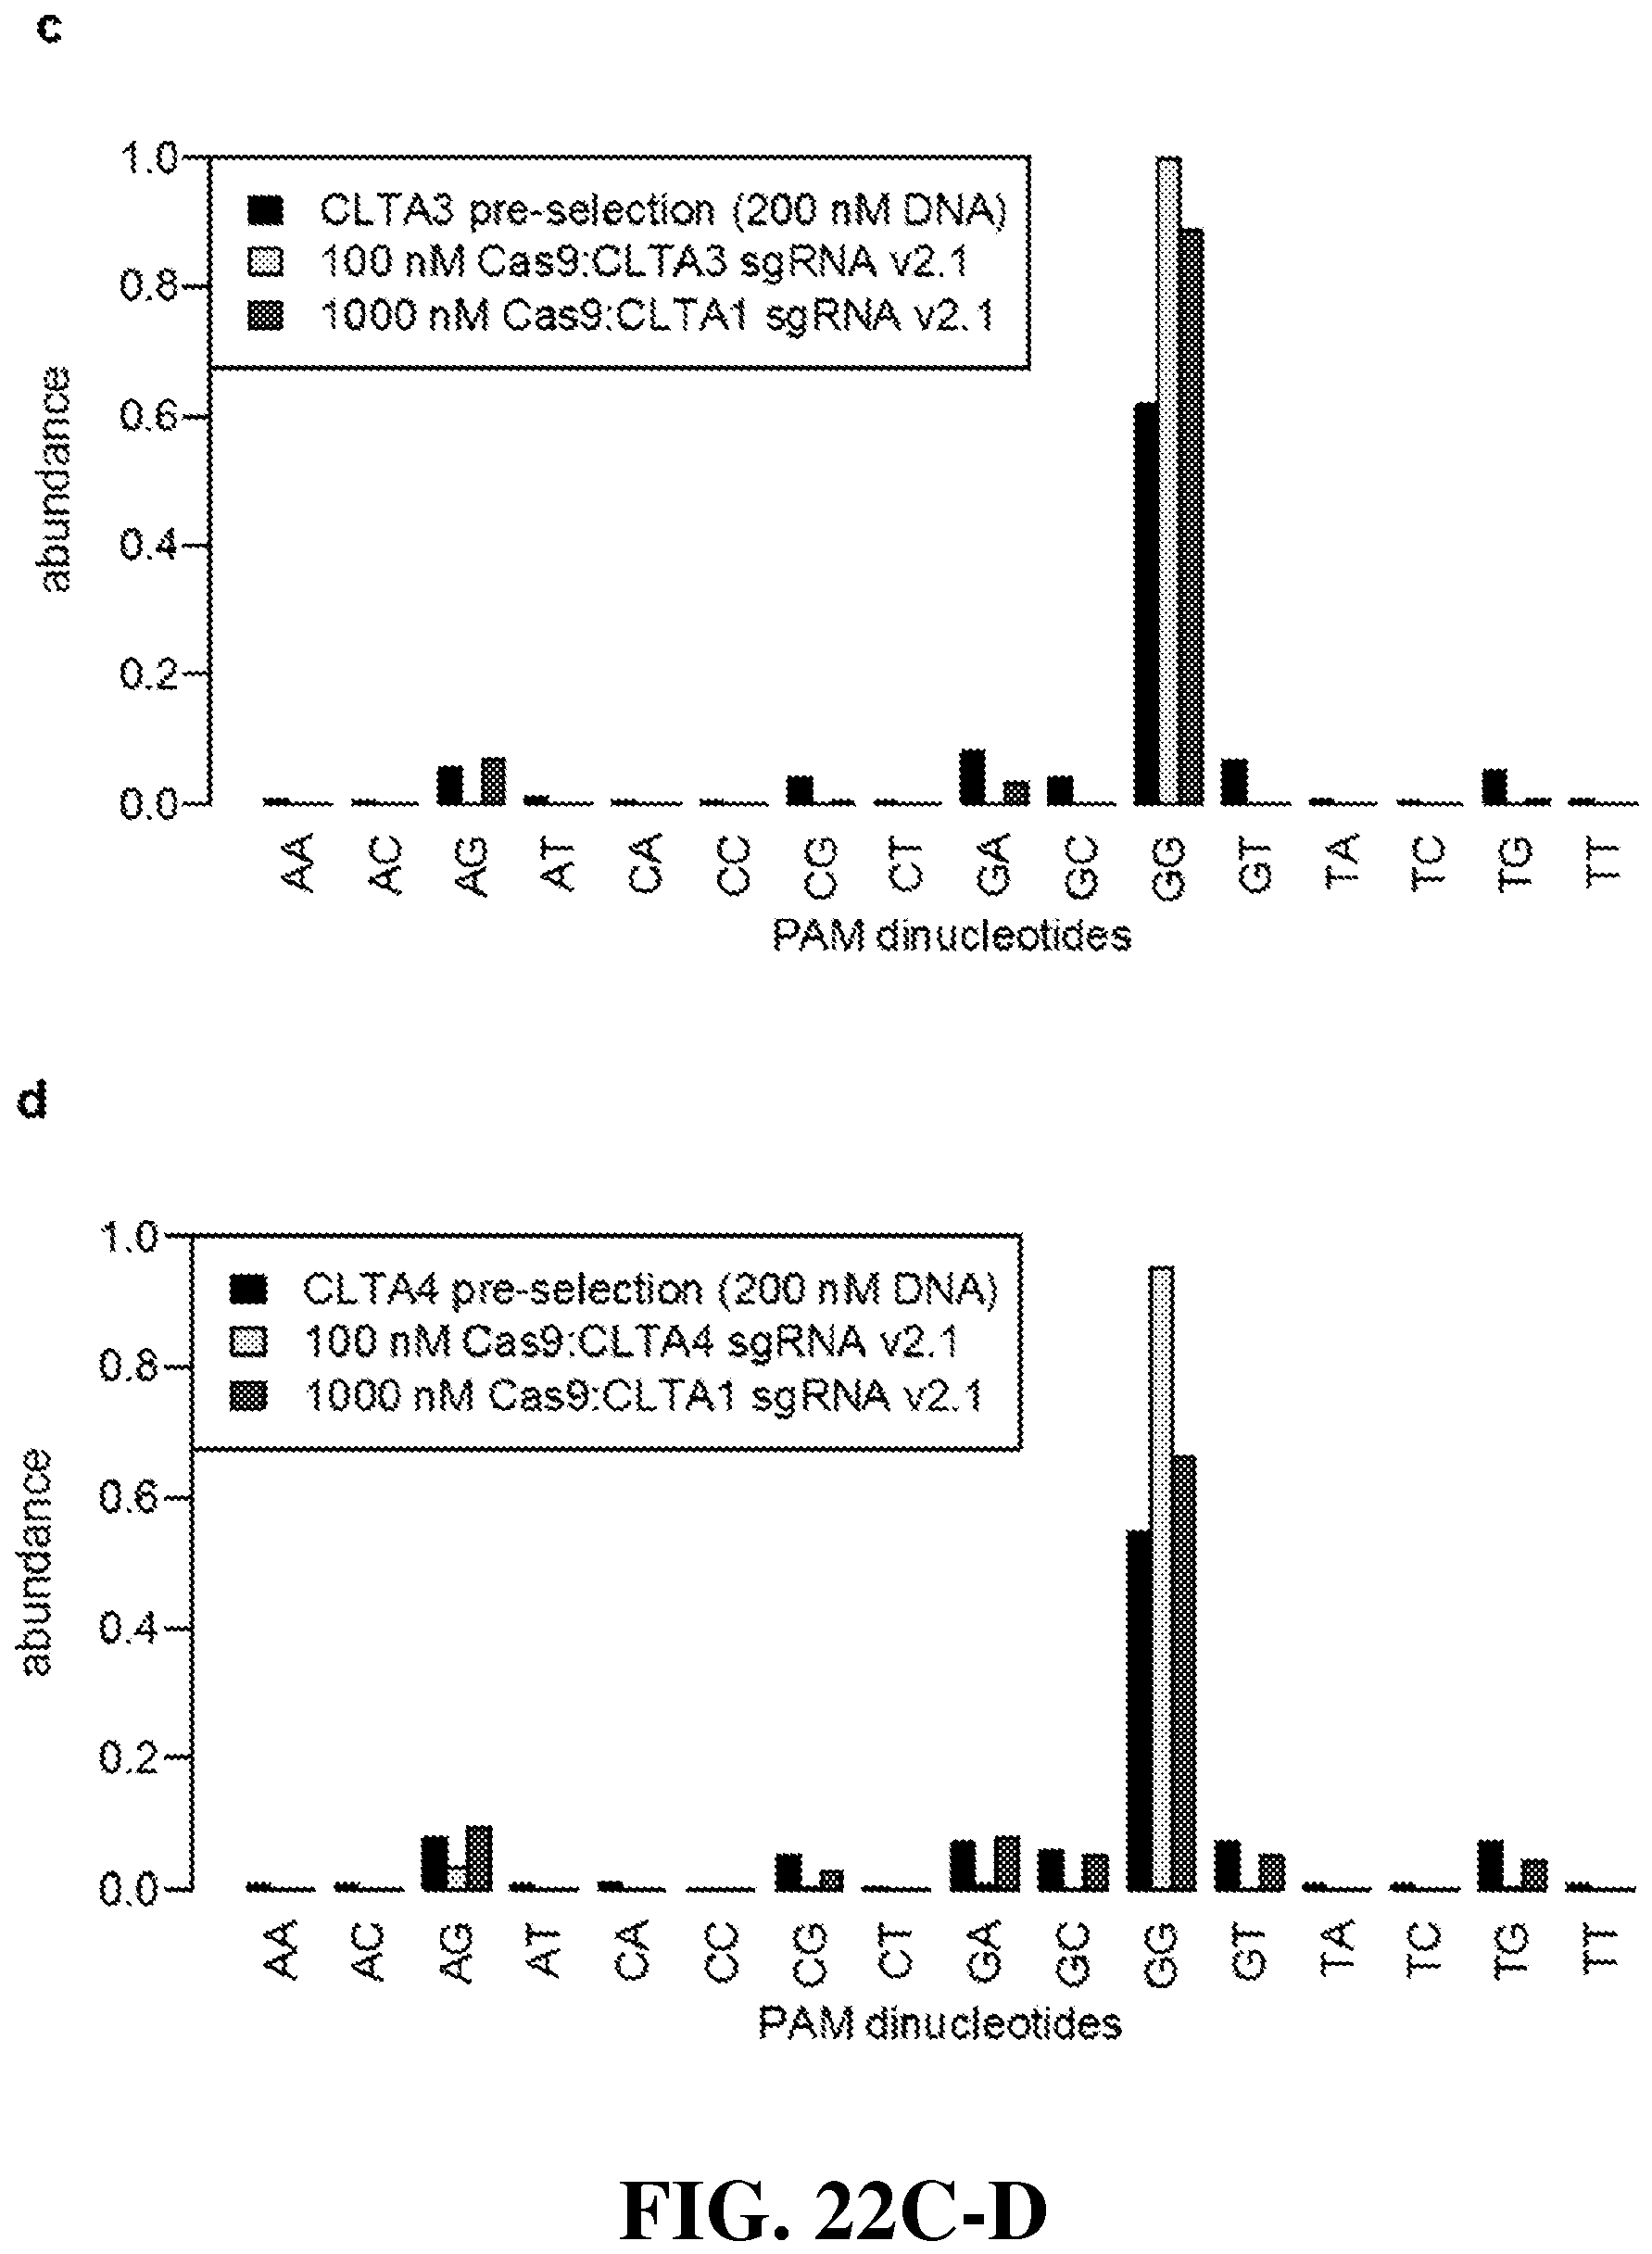 c
1.0
CLTA3 pre-selection (200 nM DNA)
100 nM Cas9:CLTA3 sgRNA v2.1
1000 nM Cas9:CLTA1 sgRNA v2.1
0.8
0.6
0.4
0.2
0.0
abundance
AA AC AG AT CA CC CG CT GA GC GG GT TA TC TG TT
PAM dinucleotides
d
1.0
CLTA4 pre-selection (200 nM DNA)
100 nM Cas9:CLTA4 sgRNA v2.1
1000 nM Cas9:CLTA1 sgRNA v2.1
0.8
0.6
0.4
0.2
0.0
abundance
AA AC AG AT CA CC CG CT GA GC GG GT TA TC TG TT
PAM dinucleotides
FIG. 22C-D